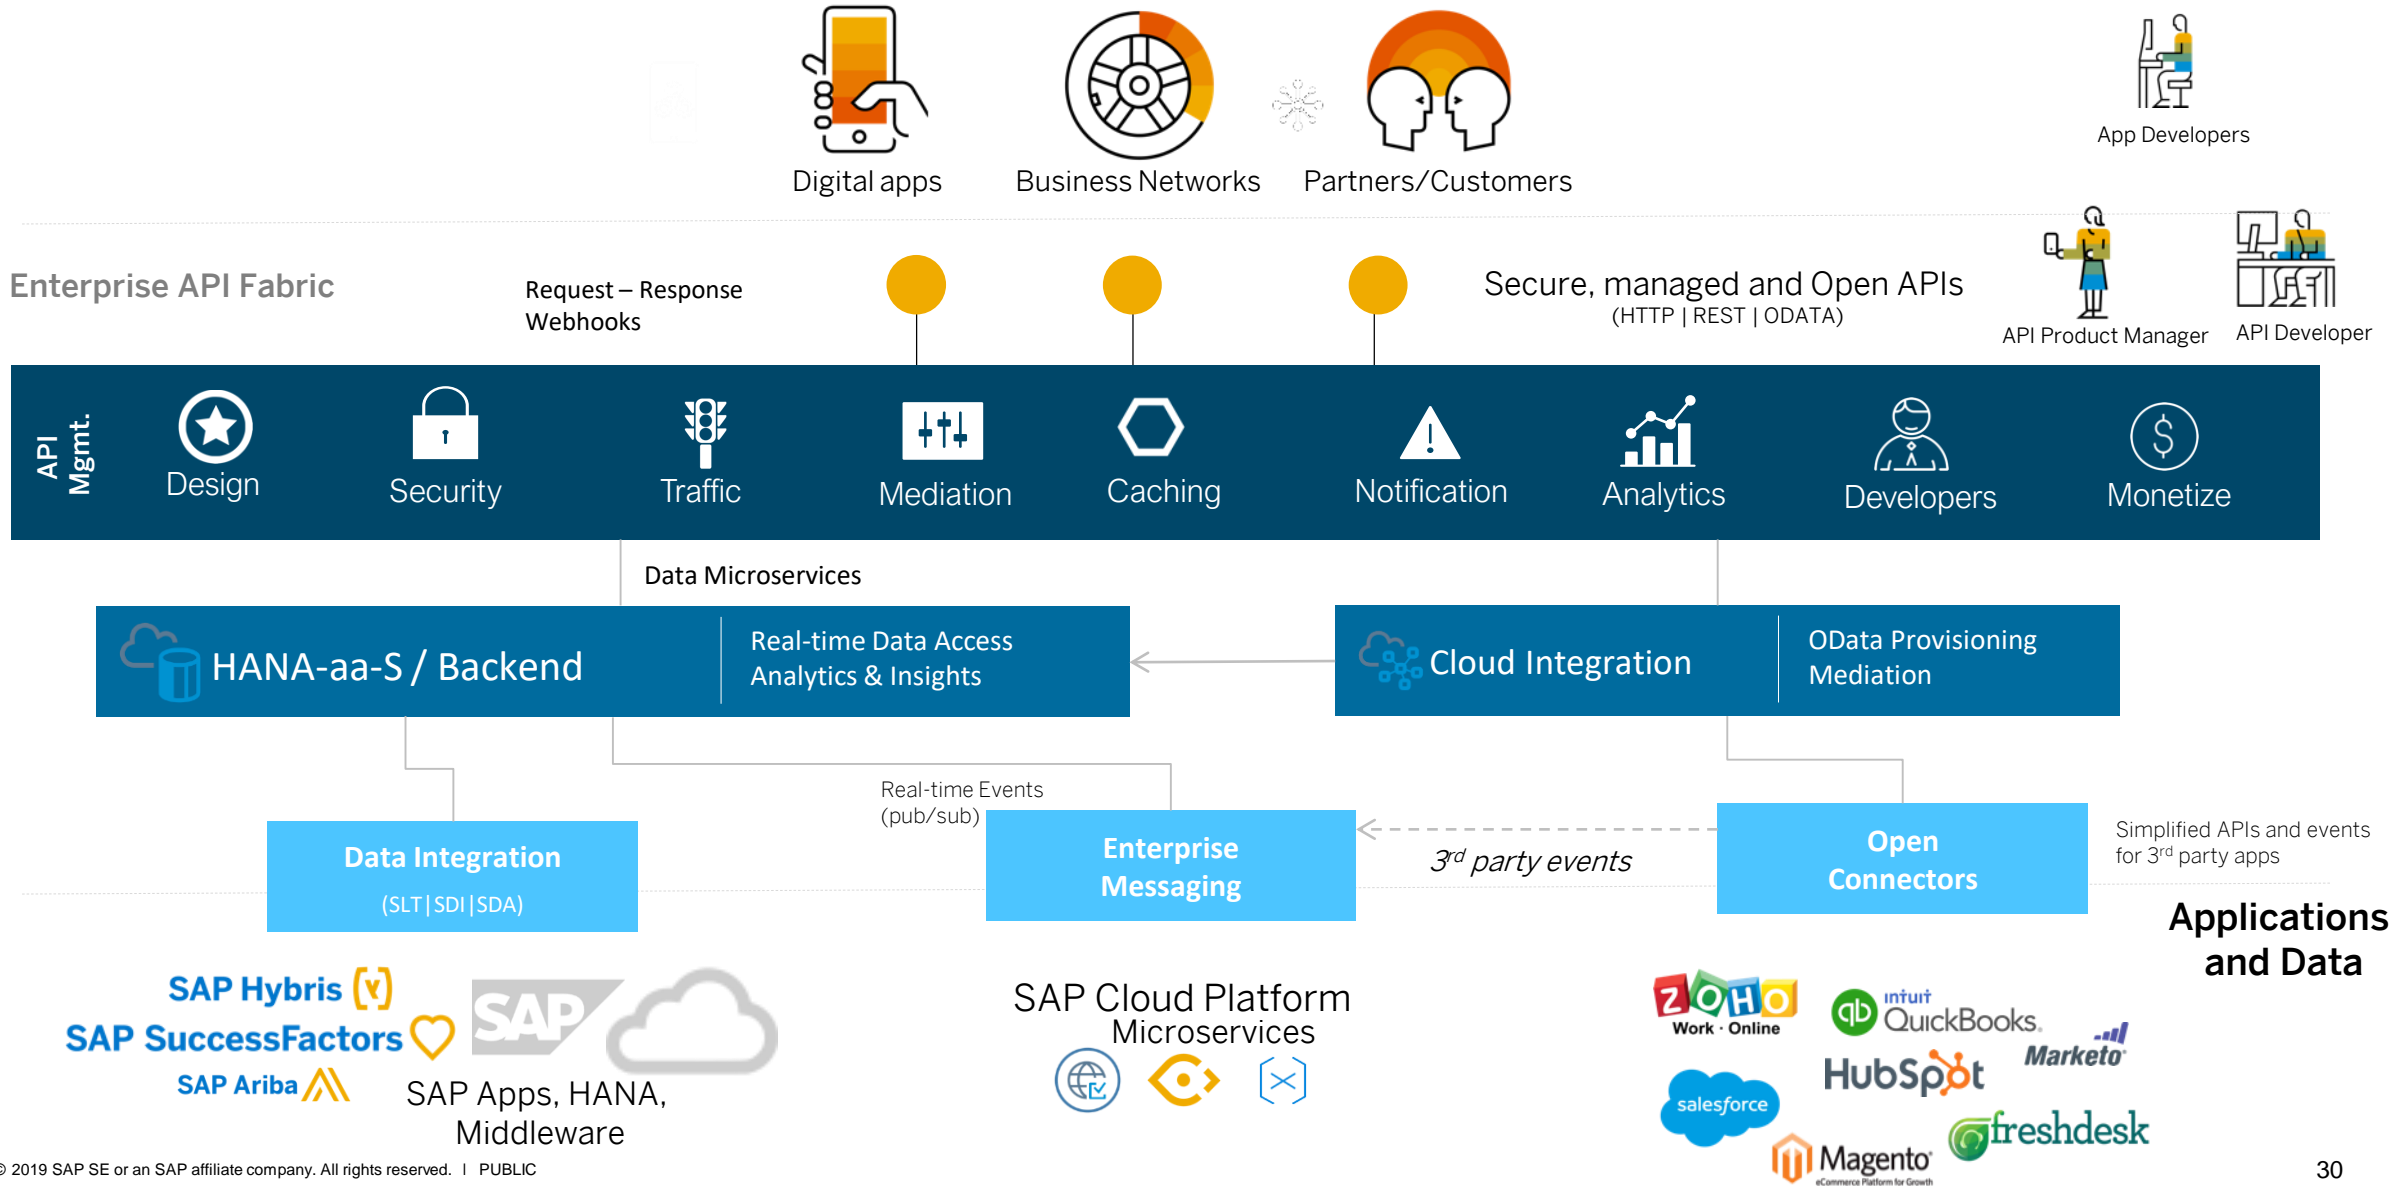 App Developers
Digital apps
Business Networks
Partners/Customers
Enterprise API Fabric
Request – Response
Webhooks
Secure, managed and Open APIs
(HTTP | REST | ODATA)
API Product Manager
API Developer
API
Mgmt.
Design
Security
Traffic
Mediation
Caching
Notification
Analytics
Developers
Monetize
Data Microservices
HANA-aa-S / Backend
Real-time Data Access
Analytics & Insights
Cloud Integration
OData Provisioning
Mediation
Real-time Events
(pub/sub)
Data Integration
(SLT|SDI|SDA)
Enterprise
Messaging
3rd party events
Open
Connectors
Simplified APIs and events
for 3rd party apps
Applications
and Data
SAP Hybris
SAP SuccessFactors
SAP Ariba
SAP
SAP Apps, HANA,
Middleware
SAP Cloud Platform
Microservices
ZOHO
Work · Online
qb
intuit
QuickBooks.
Marketo
HubSpot
salesforce
freshdesk
Magento
eCommerce Platform for Growth
© 2019 SAP SE or an SAP affiliate company. All rights reserved. | PUBLIC
30